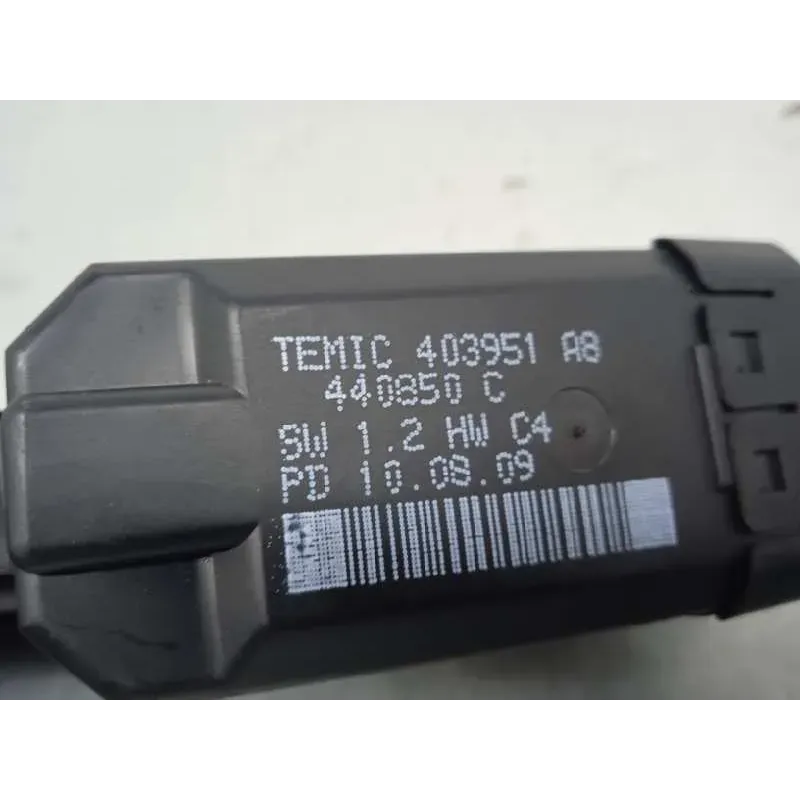 TEMIC 403951 A8
440850 C
SW 1.2 HW C4
PD 10.08.09